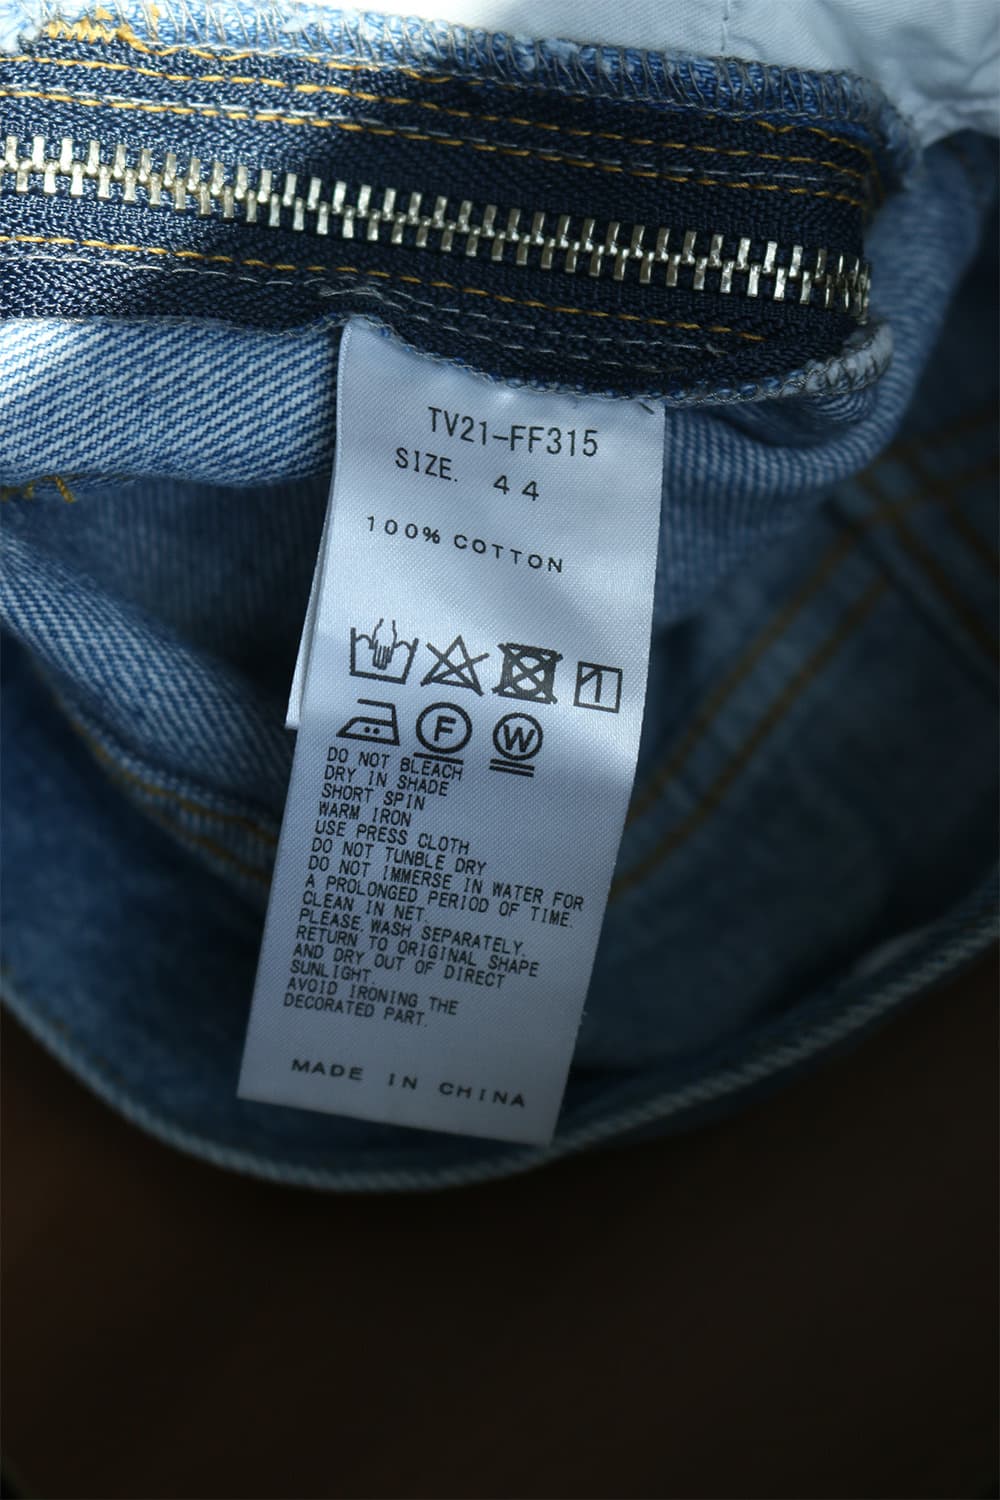 TV21-FF315
SIZE. 44
100% COTTON
F W
DO NOT BLEACH
DRY IN SHADE
SHORT SPIN
WARM IRON
USE PRESS CLOTH
DO NOT TUNBLE DRY
DO NOT IMMERSE IN WATER FOR
A PROLONGED PERIOD OF TIME.
CLEAN IN NET.
PLEASE WASH SEPARATELY.
RETURN TO ORIGINAL SHAPE
AND DRY OUT OF DIRECT
SUNLIGHT.
AVOID IRONING THE
DECORATED PART.
MADE IN CHINA